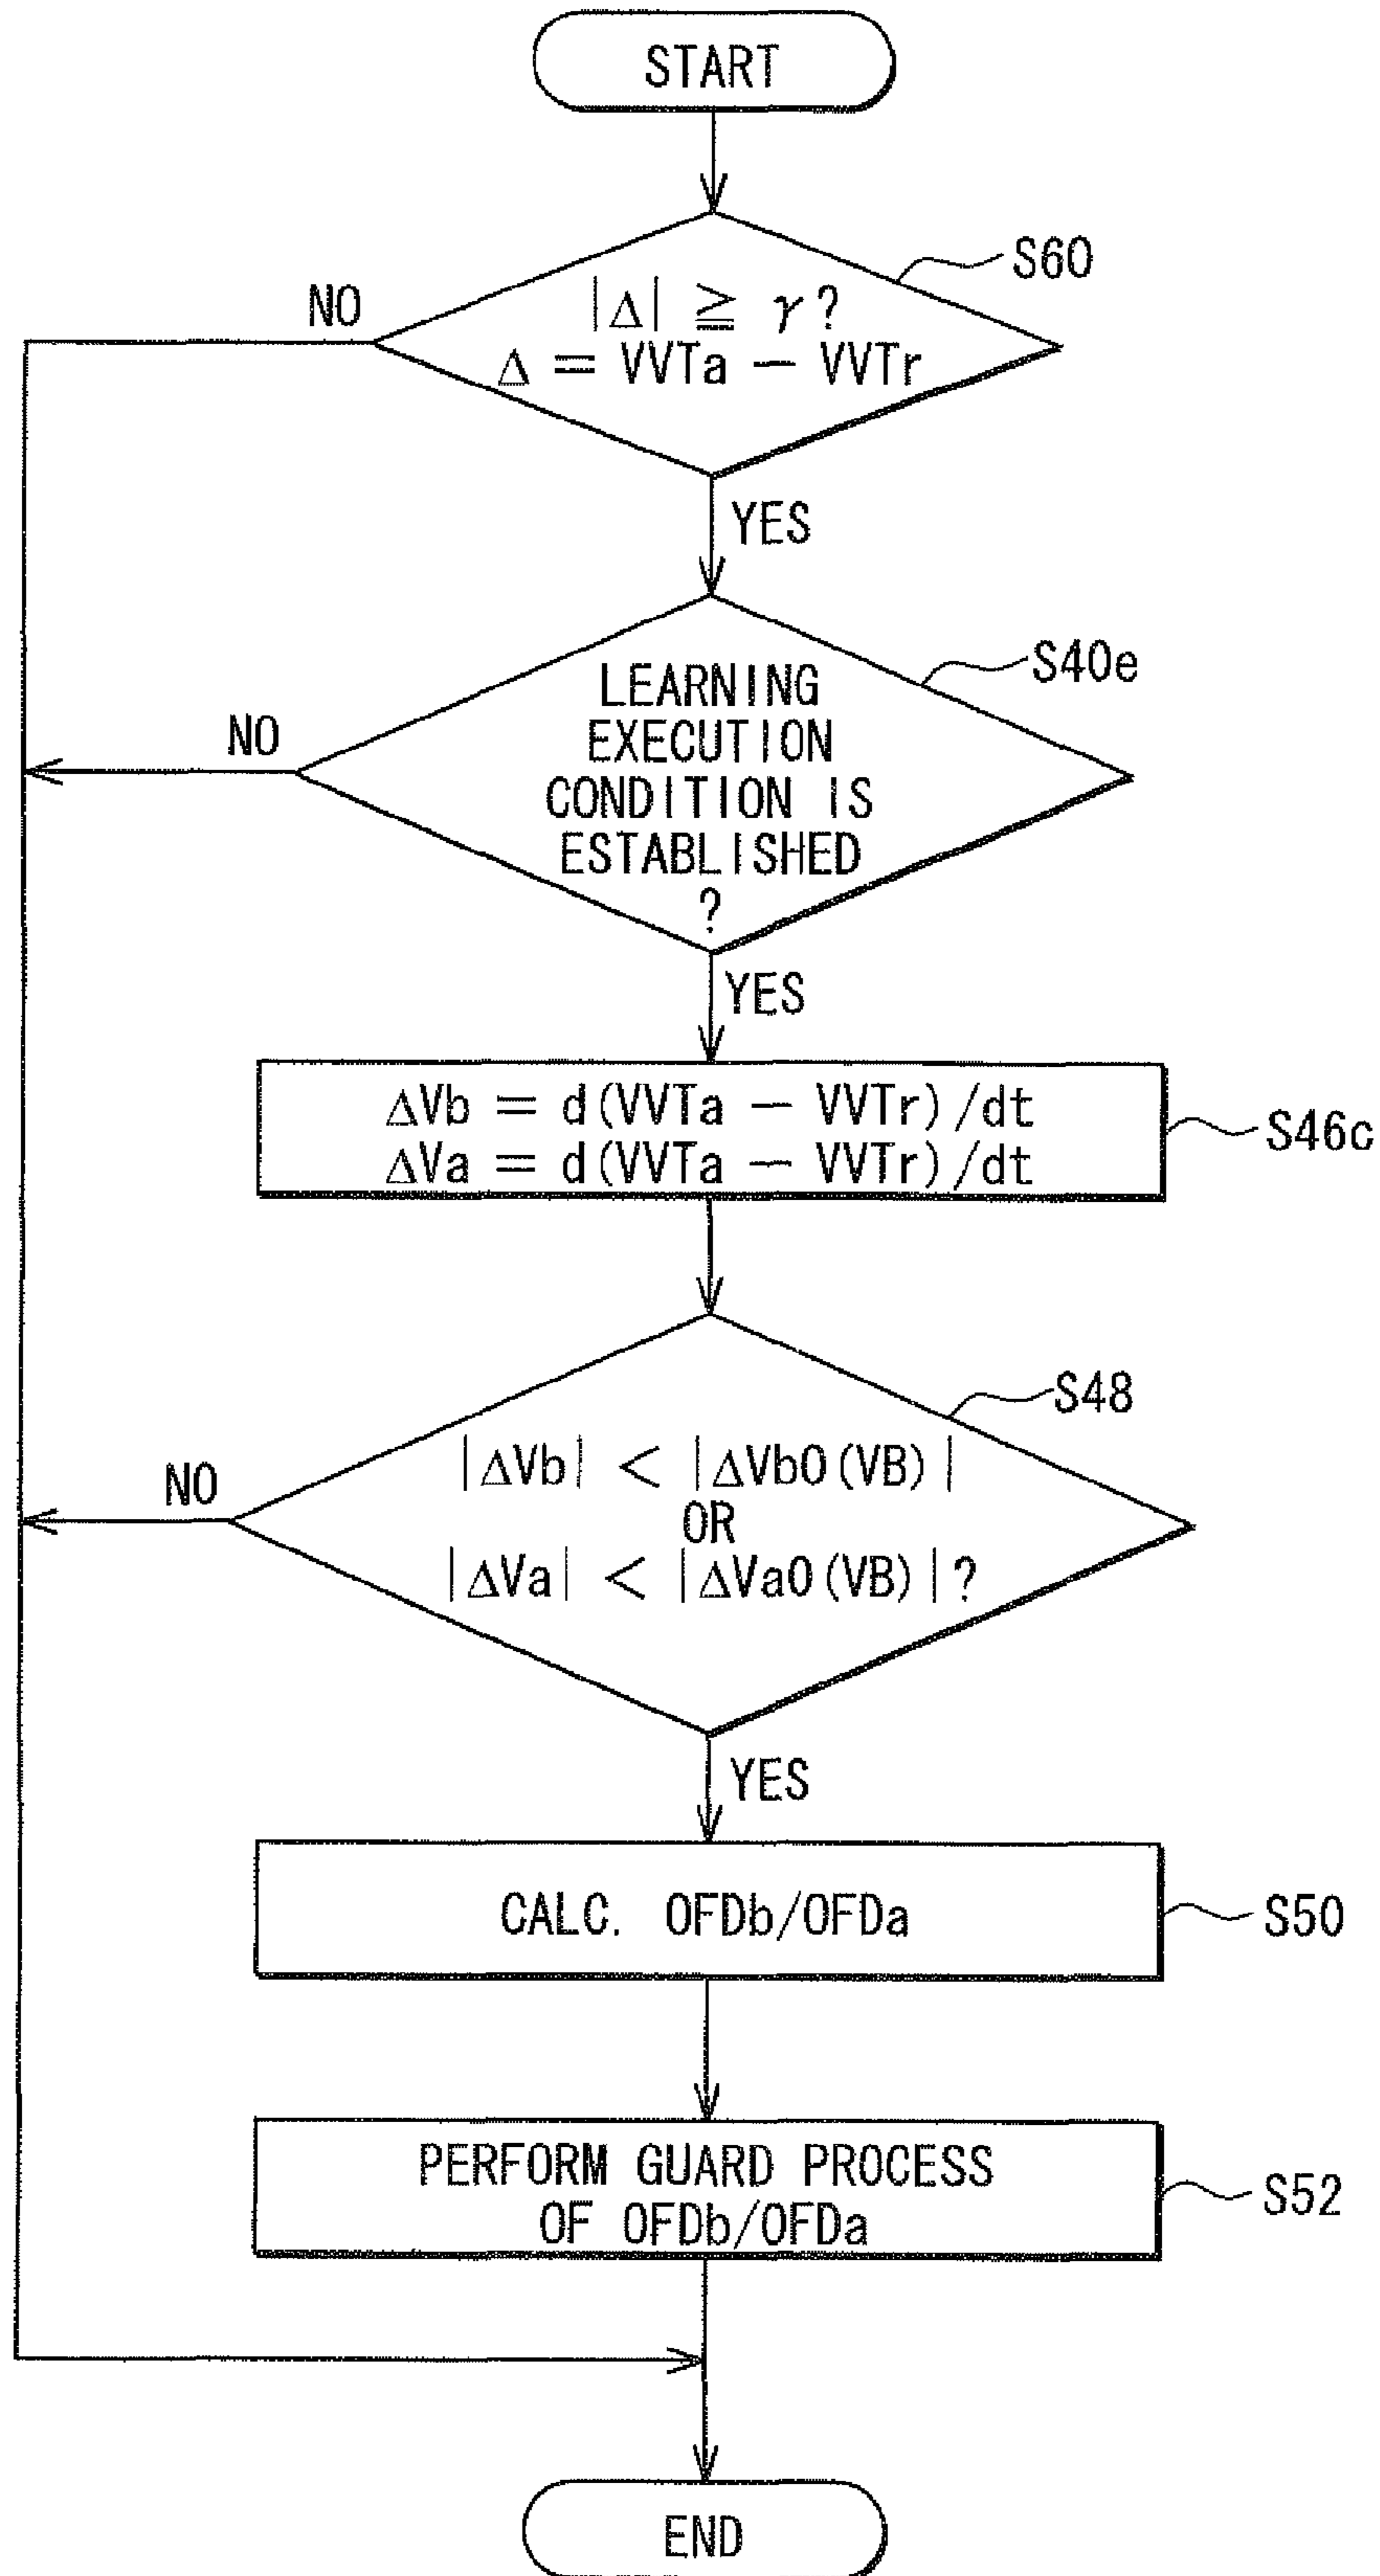 START
S60
NO
|Δ| ≧ γ?
Δ = VVTa − VVTr
YES
S40e
LEARNING
EXECUTION
CONDITION IS
ESTABLISHED
?
NO
YES
ΔVb = d(VVTa − VVTr)/dt
ΔVa = d(VVTa − VVTr)/dt
S46c
S48
|ΔVb| < |ΔVb0(VB)|
OR
|ΔVa| < |ΔVa0(VB)|?
NO
YES
CALC. OFDb/OFDa
S50
PERFORM GUARD PROCESS
OF OFDb/OFDa
S52
END